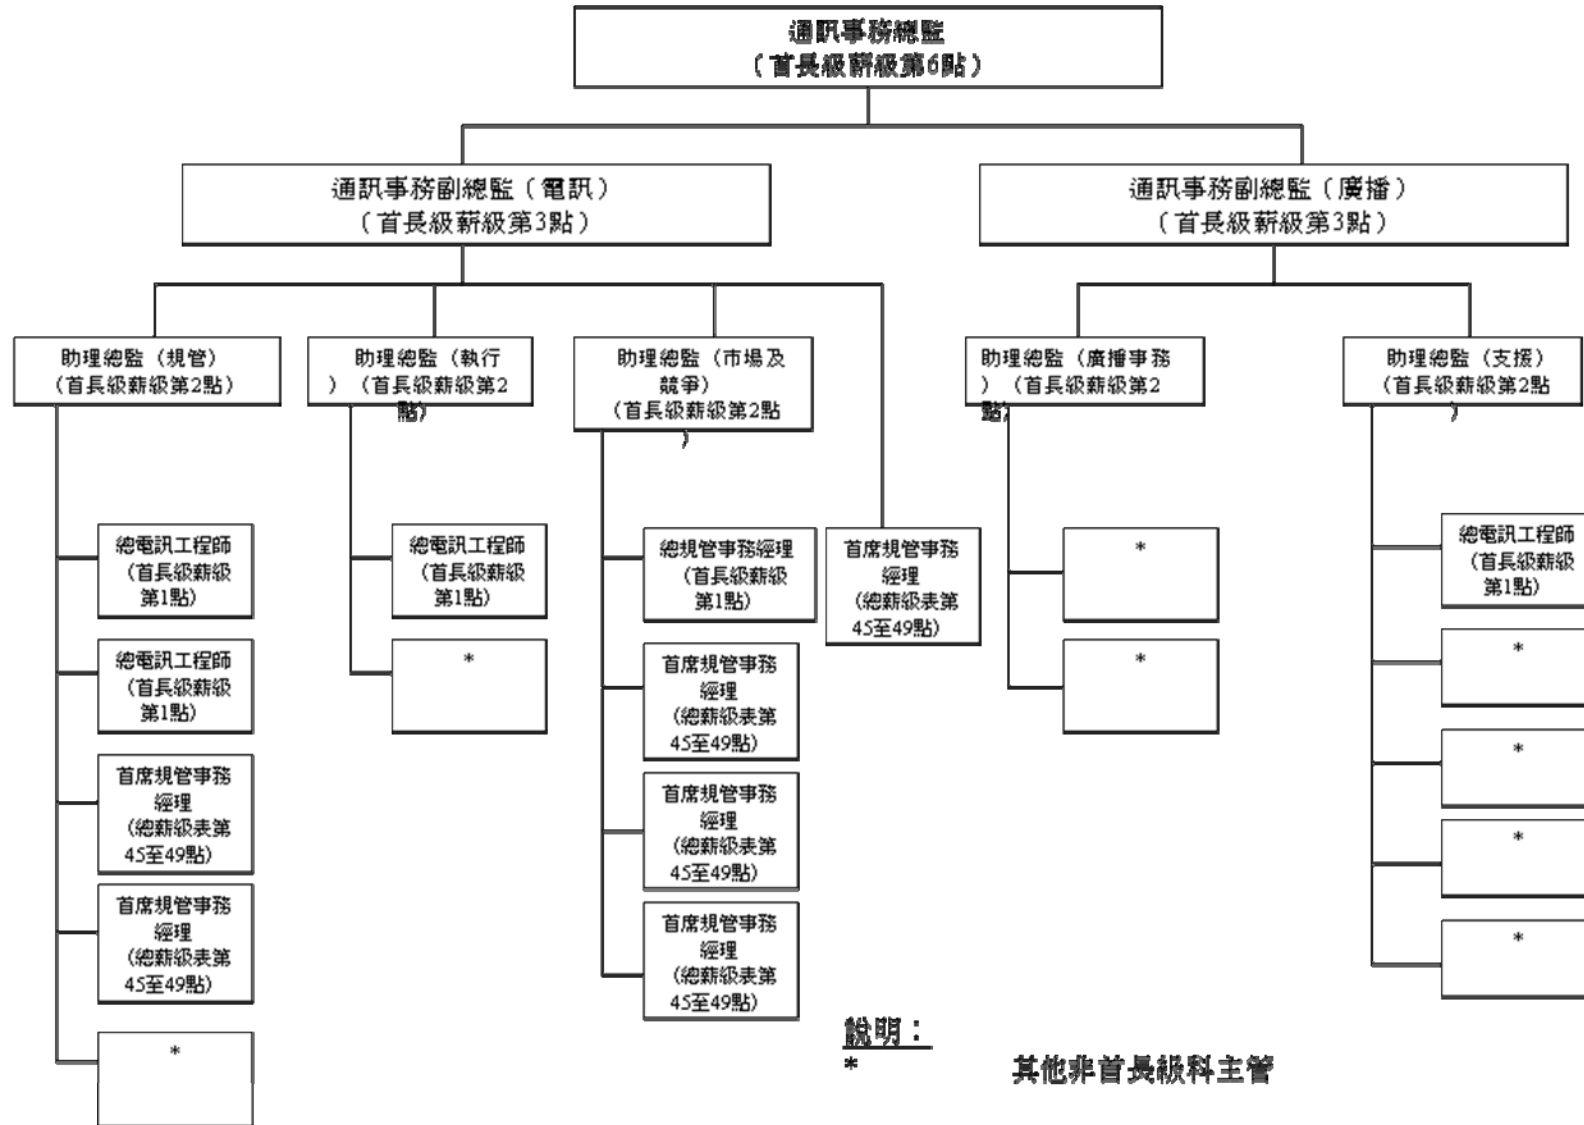 通訊事務總監
（首長級薪級第6點）
通訊事務副總監（電訊）
（首長級薪級第3點）
通訊事務副總監（廣播）
（首長級薪級第3點）
助理總監（規管）
（首長級薪級第2點）
助理總監（執行
）（首長級薪級第2
點）
助理總監（市場及
競爭）
（首長級薪級第2點
）
助理總監（廣播事務
）（首長級薪級第2
點）
助理總監（支援）
（首長級薪級第2點
）
總電訊工程師
（首長級薪級
第1點）
總電訊工程師
（首長級薪級
第1點）
首席規管事務
經理
（總薪級表第
45至49點）
首席規管事務
經理
（總薪級表第
45至49點）
*
總電訊工程師
（首長級薪級
第1點）
*
總規管事務經理
（首長級薪級
第1點）
首席規管事務
經理
（總薪級表第
45至49點）
首席規管事務
經理
（總薪級表第
45至49點）
首席規管事務
經理
（總薪級表第
45至49點）
首席規管事務
經理
（總薪級表第
45至49點）
*
*
總電訊工程師
（首長級薪級
第1點）
*
*
*
*
說明：
* 其他非首長級科主管